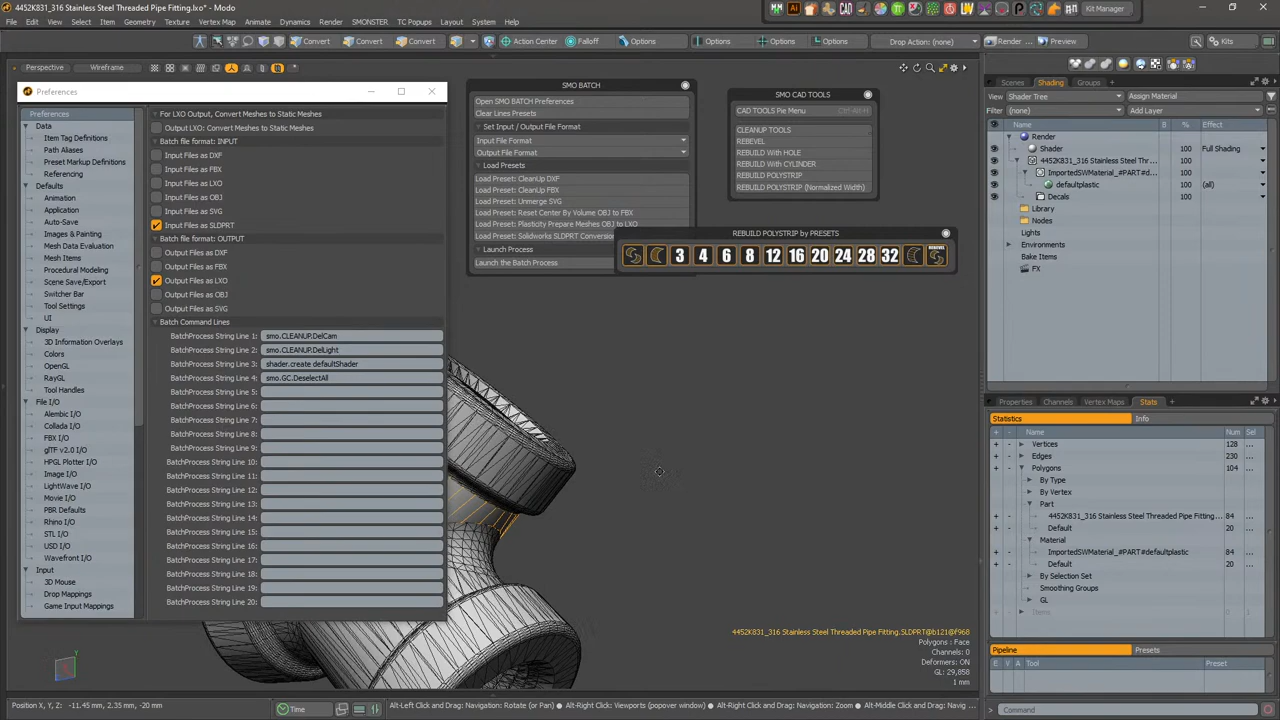 4452K831_316 Stainless Steel Threaded Pipe Fitting.lxo* - Modo
File
Edit
View
Select
Item
Geometry
Texture
Vertex Map
Animate
Dynamics
Render
SMONSTER
TC Popups
Layout
System
Help
Kit Manager
Convert
Convert
Convert
Action Center
Falloff
Options
Options
Options
Options
Drop Action: (none)
Render ...
Preview
Kits
Perspective
Wireframe
Preferences
Preferences
Data
Item Tag Definitions
Path Aliases
Preset Markup Definitions
Referencing
Defaults
Animation
Application
Auto-Save
Images & Painting
Mesh Data Evaluation
Mesh Items
Procedural Modeling
Scene Save/Export
Switcher Bar
Tool Settings
UI
Display
3D Information Overlays
Colors
OpenGL
RayGL
Tool Handles
File I/O
Alembic I/O
Collada I/O
FBX I/O
glTF v2.0 I/O
HPGL Plotter I/O
Image I/O
LightWave I/O
Movie I/O
PBR Defaults
Rhino I/O
STL I/O
USD I/O
Wavefront I/O
Input
3D Mouse
Drop Mappings
Game Input Mappings
For LXO Output, Convert Meshes to Static Meshes
Output LXO: Convert Meshes to Static Meshes
Batch file format: INPUT
Input Files as DXF
Input Files as FBX
Input Files as LXO
Input Files as OBJ
Input Files as SVG
Input Files as SLDPRT
Batch file format: OUTPUT
Output Files as DXF
Output Files as FBX
Output Files as LXO
Output Files as OBJ
Output Files as SVG
Batch Command Lines
BatchProcess String Line 1: smo.CLEANUP.DelCam
BatchProcess String Line 2: smo.CLEANUP.DelLight
BatchProcess String Line 3: shader.create defaultShader
BatchProcess String Line 4: smo.GC.DeselectAll
BatchProcess String Line 5:
BatchProcess String Line 6:
BatchProcess String Line 7:
BatchProcess String Line 8:
BatchProcess String Line 9:
BatchProcess String Line 10:
BatchProcess String Line 11:
BatchProcess String Line 12:
BatchProcess String Line 13:
BatchProcess String Line 14:
BatchProcess String Line 15:
BatchProcess String Line 16:
BatchProcess String Line 17:
BatchProcess String Line 18:
BatchProcess String Line 19:
BatchProcess String Line 20:
SMO BATCH
Open SMO BATCH Preferences
Clear Lines Presets
Set Input / Output File Format
Input File Format
Output File Format
Load Presets
Load Preset: CleanUp DXF
Load Preset: CleanUp FBX
Load Preset: Unmerge SVG
Load Preset: Reset Center By Volume OBJ to FBX
Load Preset: Plasticity Prepare Meshes OBJ to LXO
Load Preset: Solidworks SLDPRT Conversion
Launch Process
Launch the Batch Process
SMO CAD TOOLS
CAD TOOLS Pie Menu
Ctrl-Alt-H
CLEANUP TOOLS
REBEVEL
REBUILD With HOLE
REBUILD With CYLINDER
REBUILD POLYSTRIP
REBUILD POLYSTRIP (Normalized Width)
REBUILD POLYSTRIP by PRESETS
3 4 6 8 12 16 20 24 28 32
4452K831_316 Stainless Steel Threaded Pipe Fitting.SLDPRT@b121@f968
Polygons : Face
Channels: 0
Deformers: ON
GL: 29,858
1 mm
Scenes
Shading
Groups
View
Shader Tree
Assign Material
Filter
(none)
Add Layer
Name
B
%
Effect
Render
Shader
100
Full Shading
4452K831_316 Stainless Steel Thr...
100
ImportedSWMaterial_#PART#d...
100
defaultplastic
100
(all)
Decals
100
Library
Nodes
Lights
Environments
Bake Items
FX
Properties
Channels
Vertex Maps
Stats
Statistics
Info
Name
Num
Sel
Vertices
128
...
Edges
230
...
Polygons
104
...
By Type
By Vertex
Part
4452K831_316 Stainless Steel Threaded Pipe Fitting...
84
...
Default
20
...
Material
ImportedSWMaterial_#PART#defaultplastic
84
...
Default
20
...
By Selection Set
Smoothing Groups
GL
Items
0
1
Pipeline
Presets
E
V
A
Tool
Preset
Command
Position X, Y, Z: -11.45 mm, 2.35 mm, -20 mm
Time
Alt-Left Click and Drag: Navigation: Rotate (or Pan) ● Alt-Right Click: Viewports (popover window) ● Alt-Right Click and Drag: Navigation: Zoom ● Alt-Middle Click and Drag: Navig ...